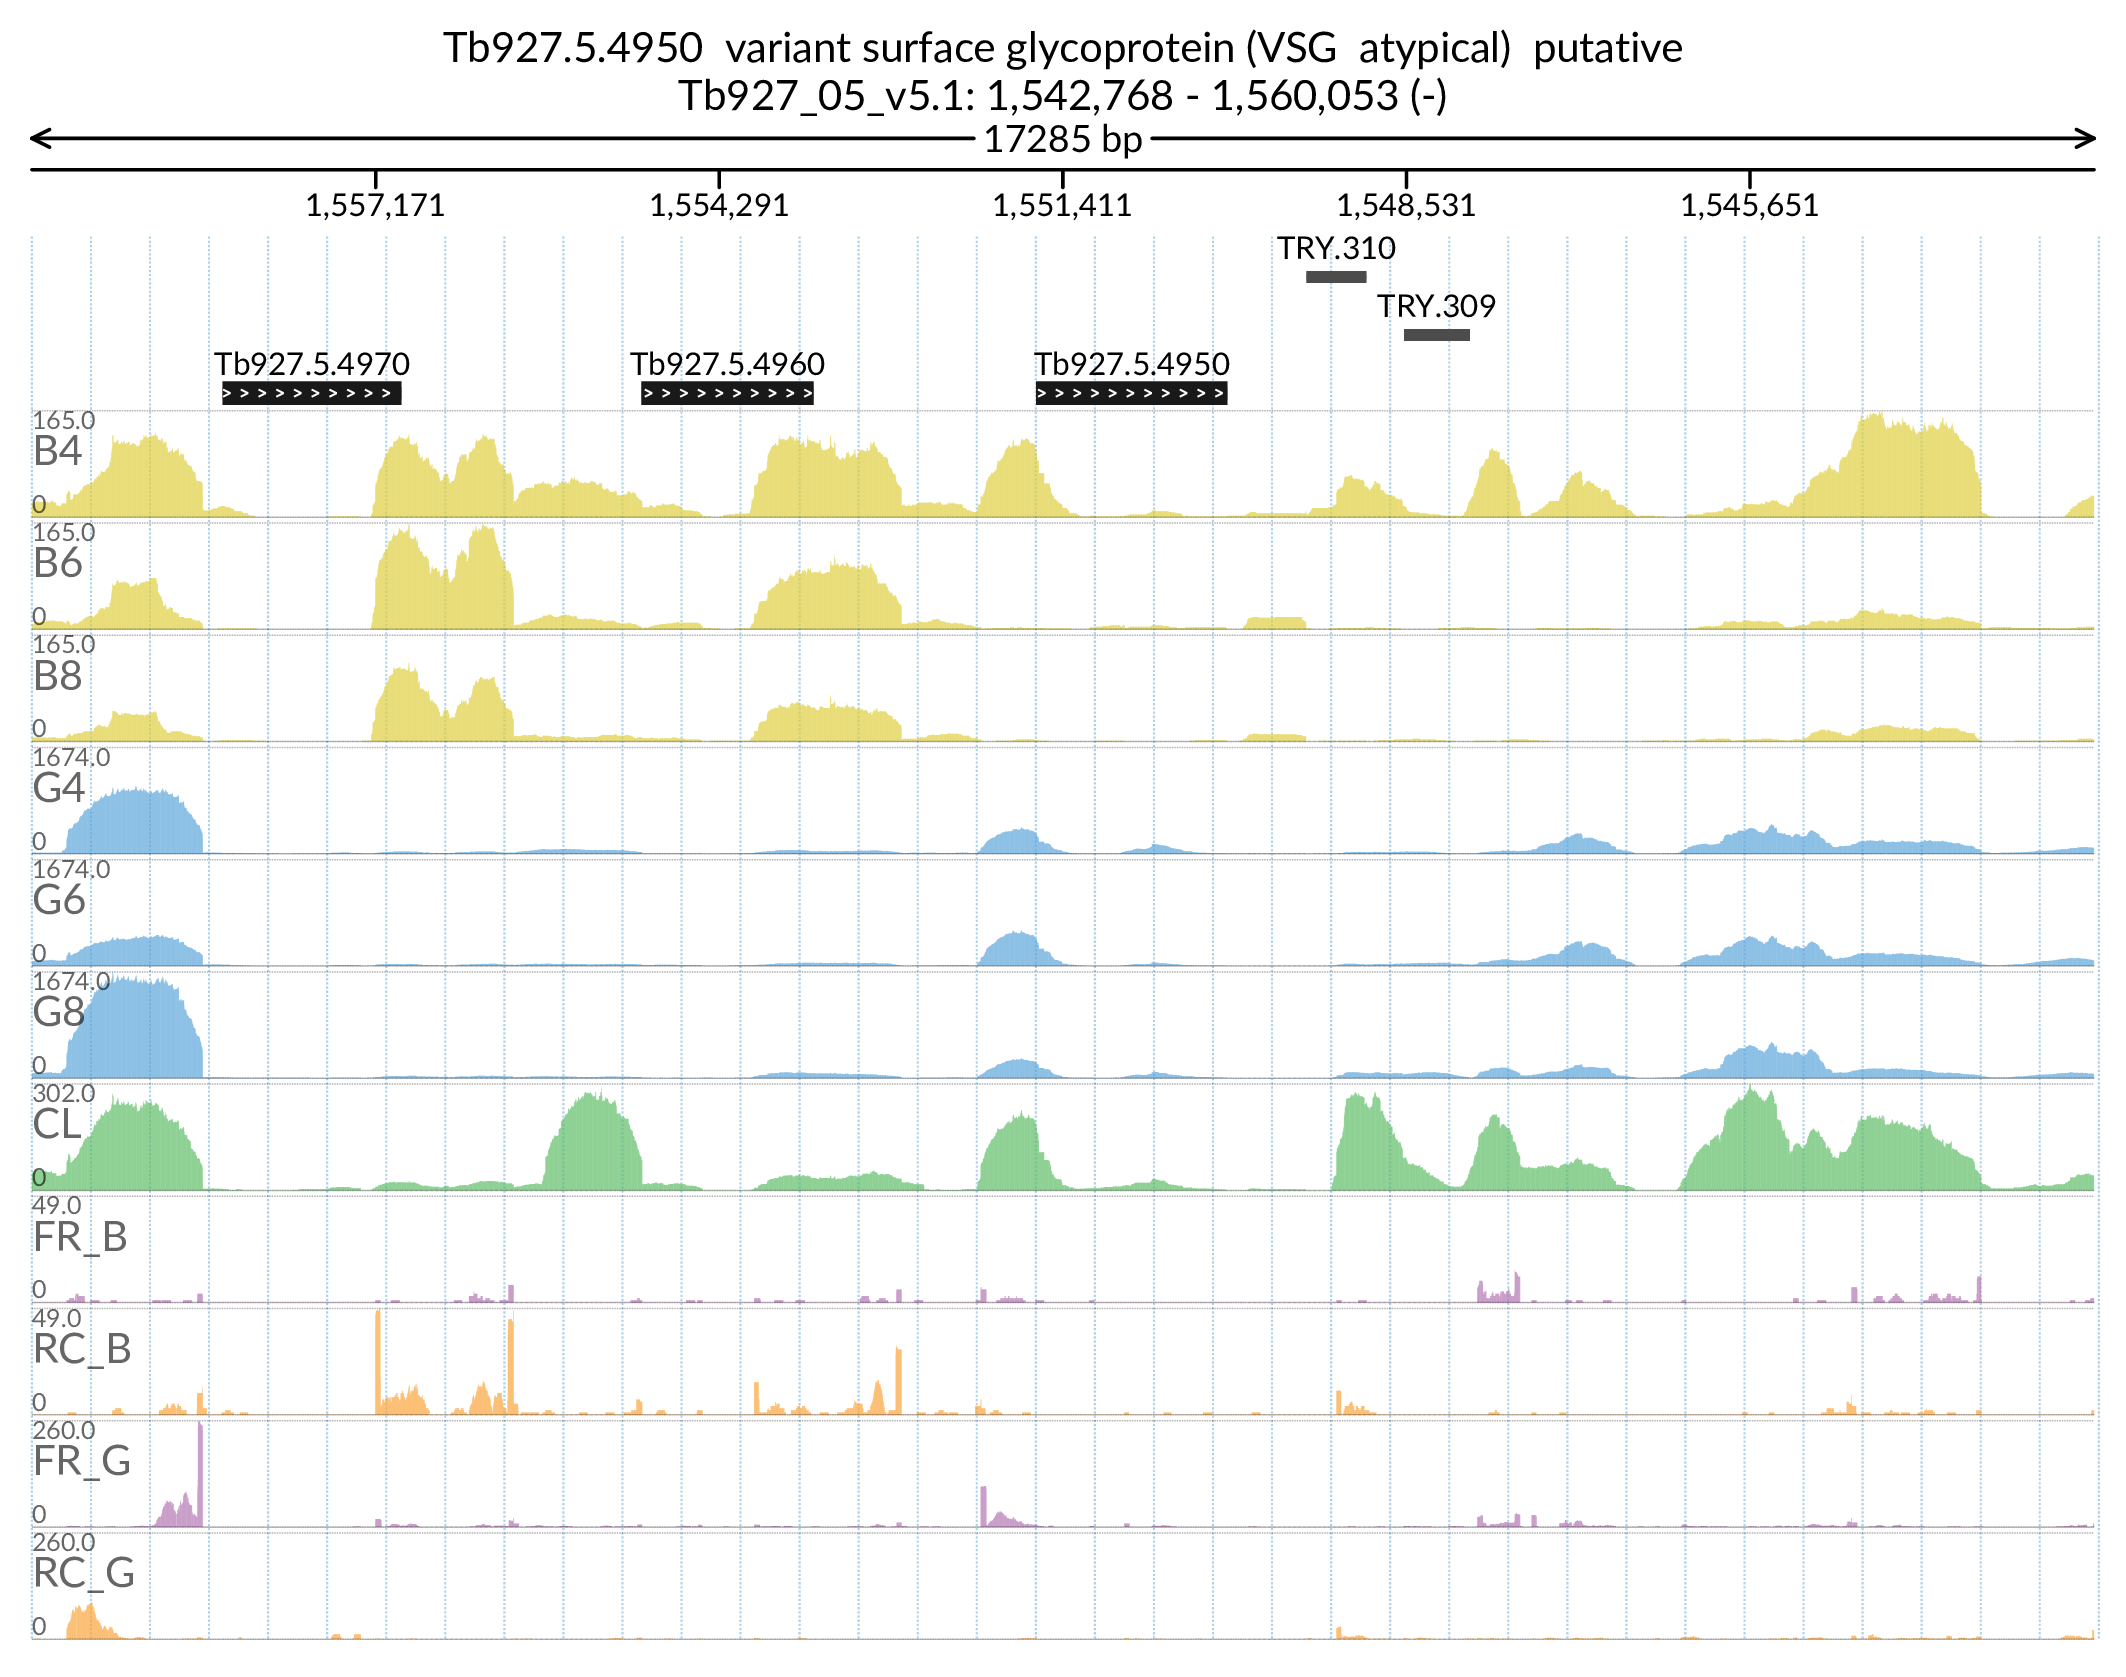 Tb927.5.4950 variant surface glycoprotein (VSG atypical) putative
Tb927_05_v5.1: 1,542,768 - 1,560,053 (-)
17285 bp
1,557,171 1,554,291 1,551,411 1,548,531 1,545,651
TRY.310
TRY.309
Tb927.5.4970 Tb927.5.4960 Tb927.5.4950
165.0
B4
0
165.0
B6
0
165.0
B8
0
1674.0
G4
0
1674.0
G6
0
1674.0
G8
0
302.0
CL
0
49.0
FR_B
0
49.0
RC_B
0
260.0
FR_G
0
260.0
RC_G
0